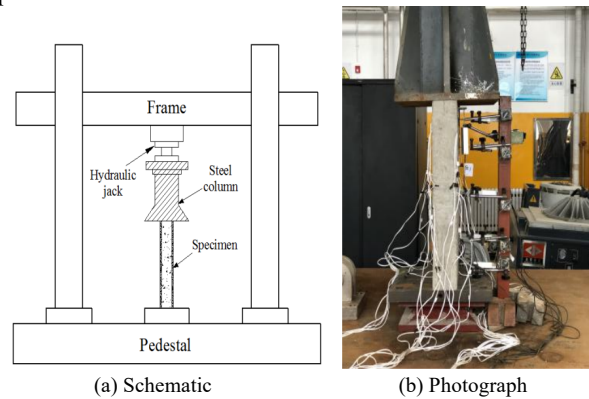 Frame
Hydraulic
jack
Steel
column
Specimen
Pedestal
(a) Schematic
(b) Photograph